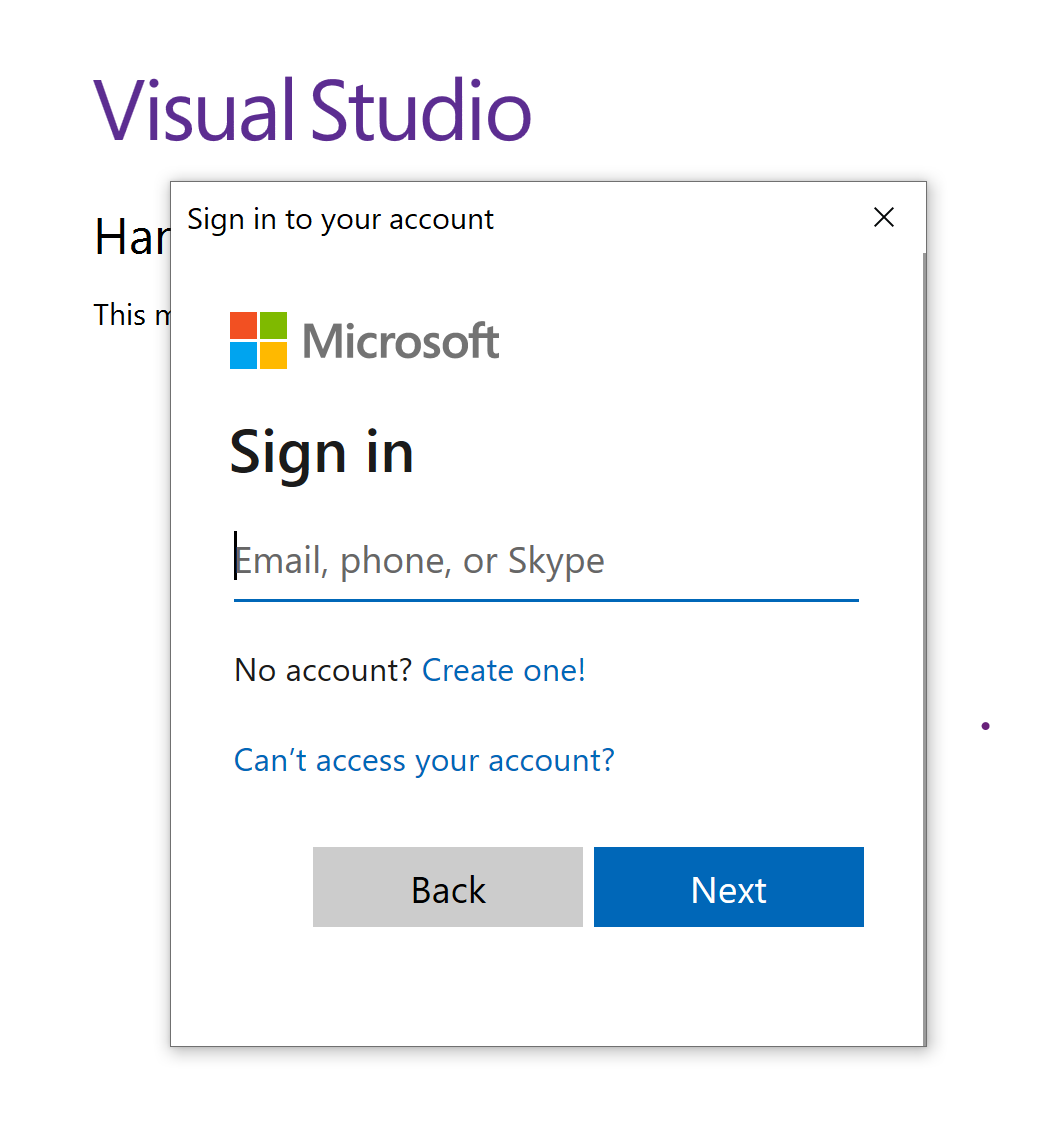 Visual Studio
Sign in to your account
Har
This m
Microsoft
Sign in
Email, phone, or Skype
No account? Create one!
Can't access your account?
Back
Next